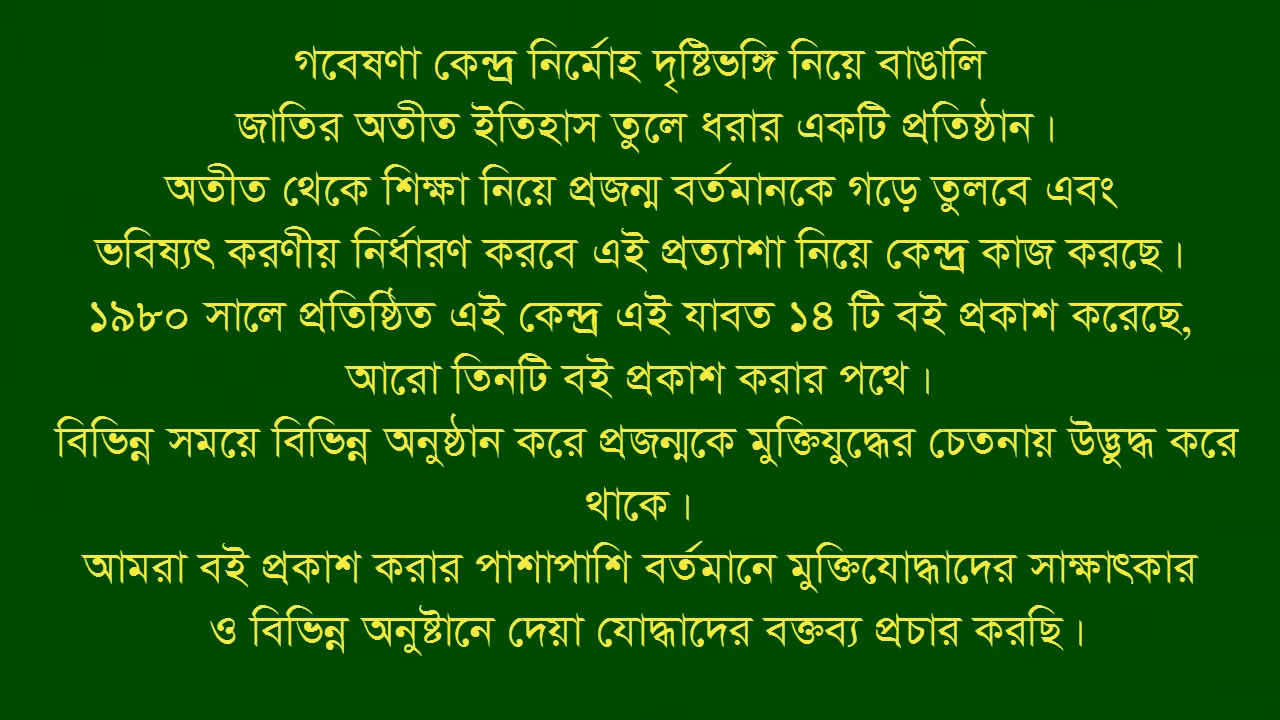 গবেষণা কেন্দ্র নির্মোহ দৃষ্টিভঙ্গি নিয়ে বাঙালি
জাতির অতীত ইতিহাস তুলে ধরার একটি প্রতিষ্ঠান।
অতীত থেকে শিক্ষা নিয়ে প্রজন্ম বর্তমানকে গড়ে তুলবে এবং
ভবিষ্যৎ করণীয় নির্ধারণ করবে এই প্রত্যাশা নিয়ে কেন্দ্র কাজ করছে।
১৯৮০ সালে প্রতিষ্ঠিত এই কেন্দ্র এই যাবত ১৪ টি বই প্রকাশ করেছে,
আরো তিনটি বই প্রকাশ করার পথে।
বিভিন্ন সময়ে বিভিন্ন অনুষ্ঠান করে প্রজন্মকে মুক্তিযুদ্ধের চেতনায় উদ্ভুদ্ধ করে
থাকে।
আমরা বই প্রকাশ করার পাশাপাশি বর্তমানে মুক্তিযোদ্ধাদের সাক্ষাৎকার
ও বিভিন্ন অনুষ্টানে দেয়া যোদ্ধাদের বক্তব্য প্রচার করছি।